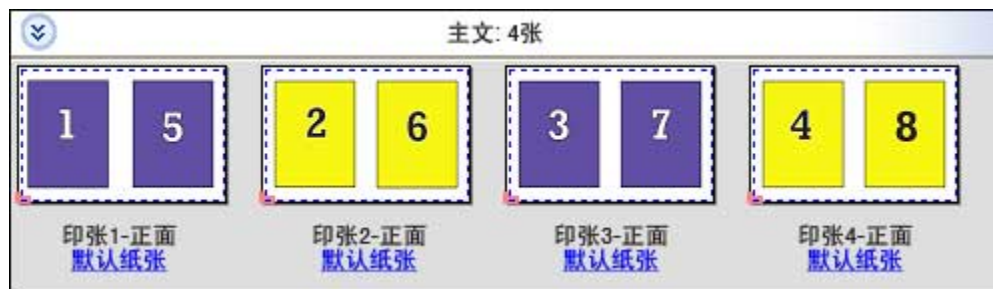 主文: 4张
1 5 2 6 3 7 4 8
印张1-正面 印张2-正面 印张3-正面 印张4-正面
默认纸张 默认纸张 默认纸张 默认纸张